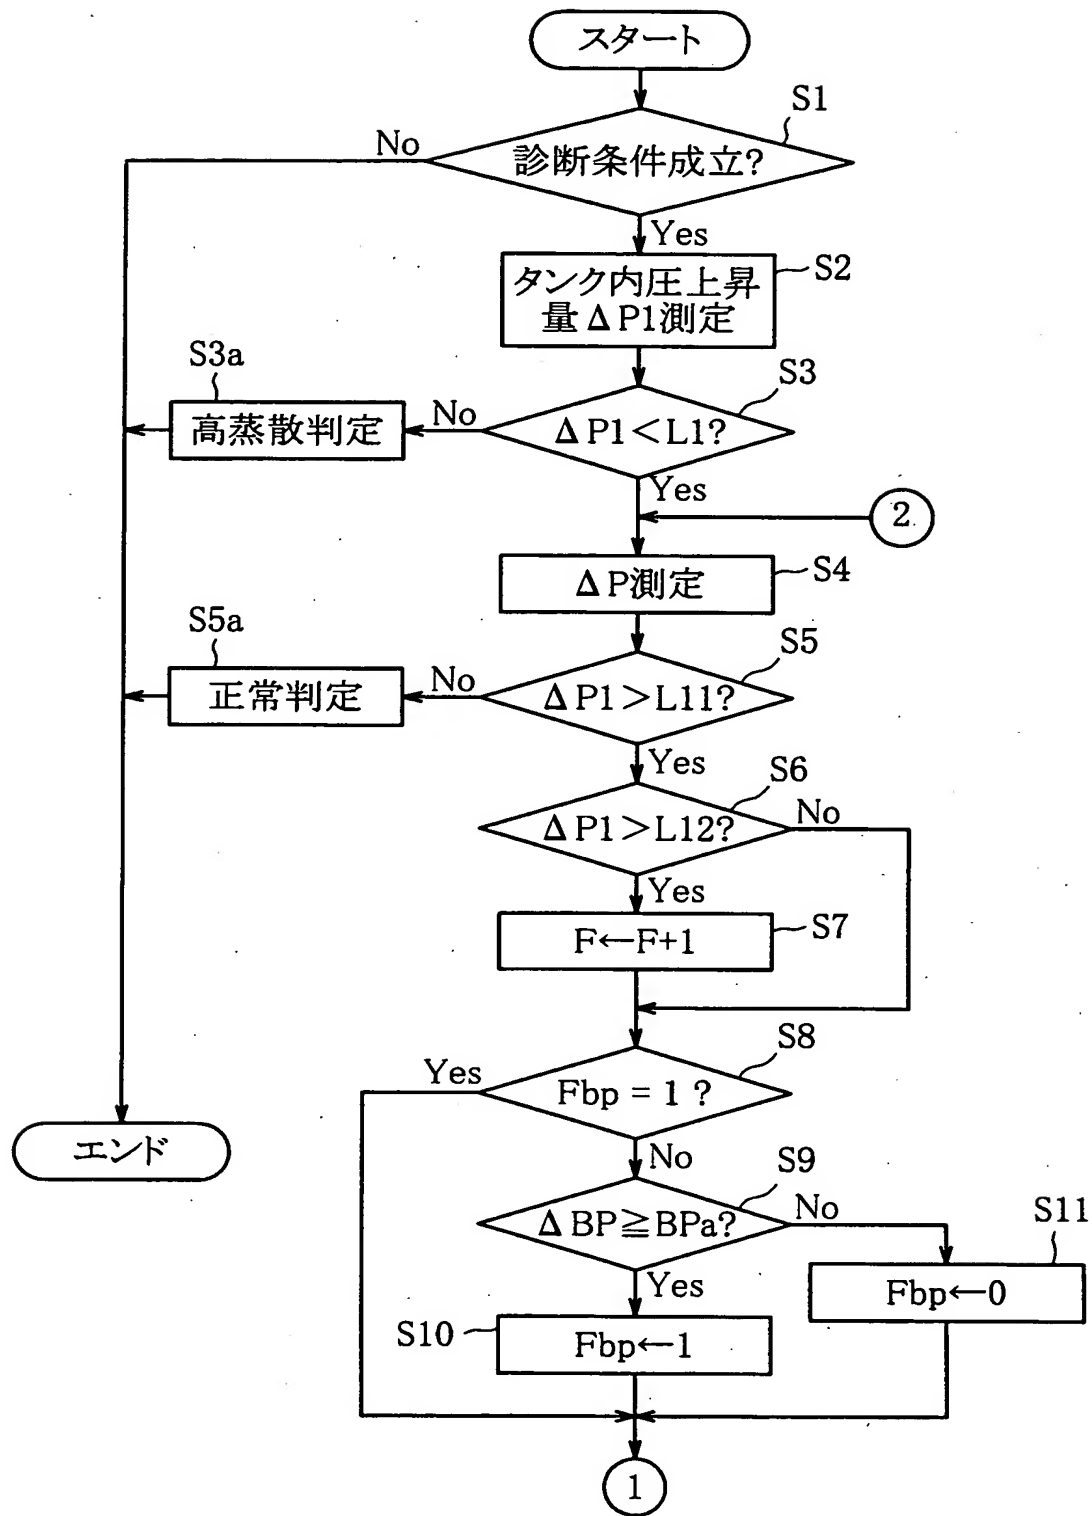 スタート
S1
No
診断条件成立?
Yes
S2
タンク内圧上昇
量ΔP1測定
S3a
S3
高蒸散判定
No
ΔP1<L1?
Yes
2
ΔP測定
S4
S5a
S5
正常判定
No
ΔP1>L11?
Yes
S6
ΔP1>L12?
No
Yes
F←F+1
S7
S8
Yes
Fbp = 1 ?
エンド
No
S9
ΔBP≧BPa?
No
S11
Yes
Fbp←0
S10
Fbp←1
1